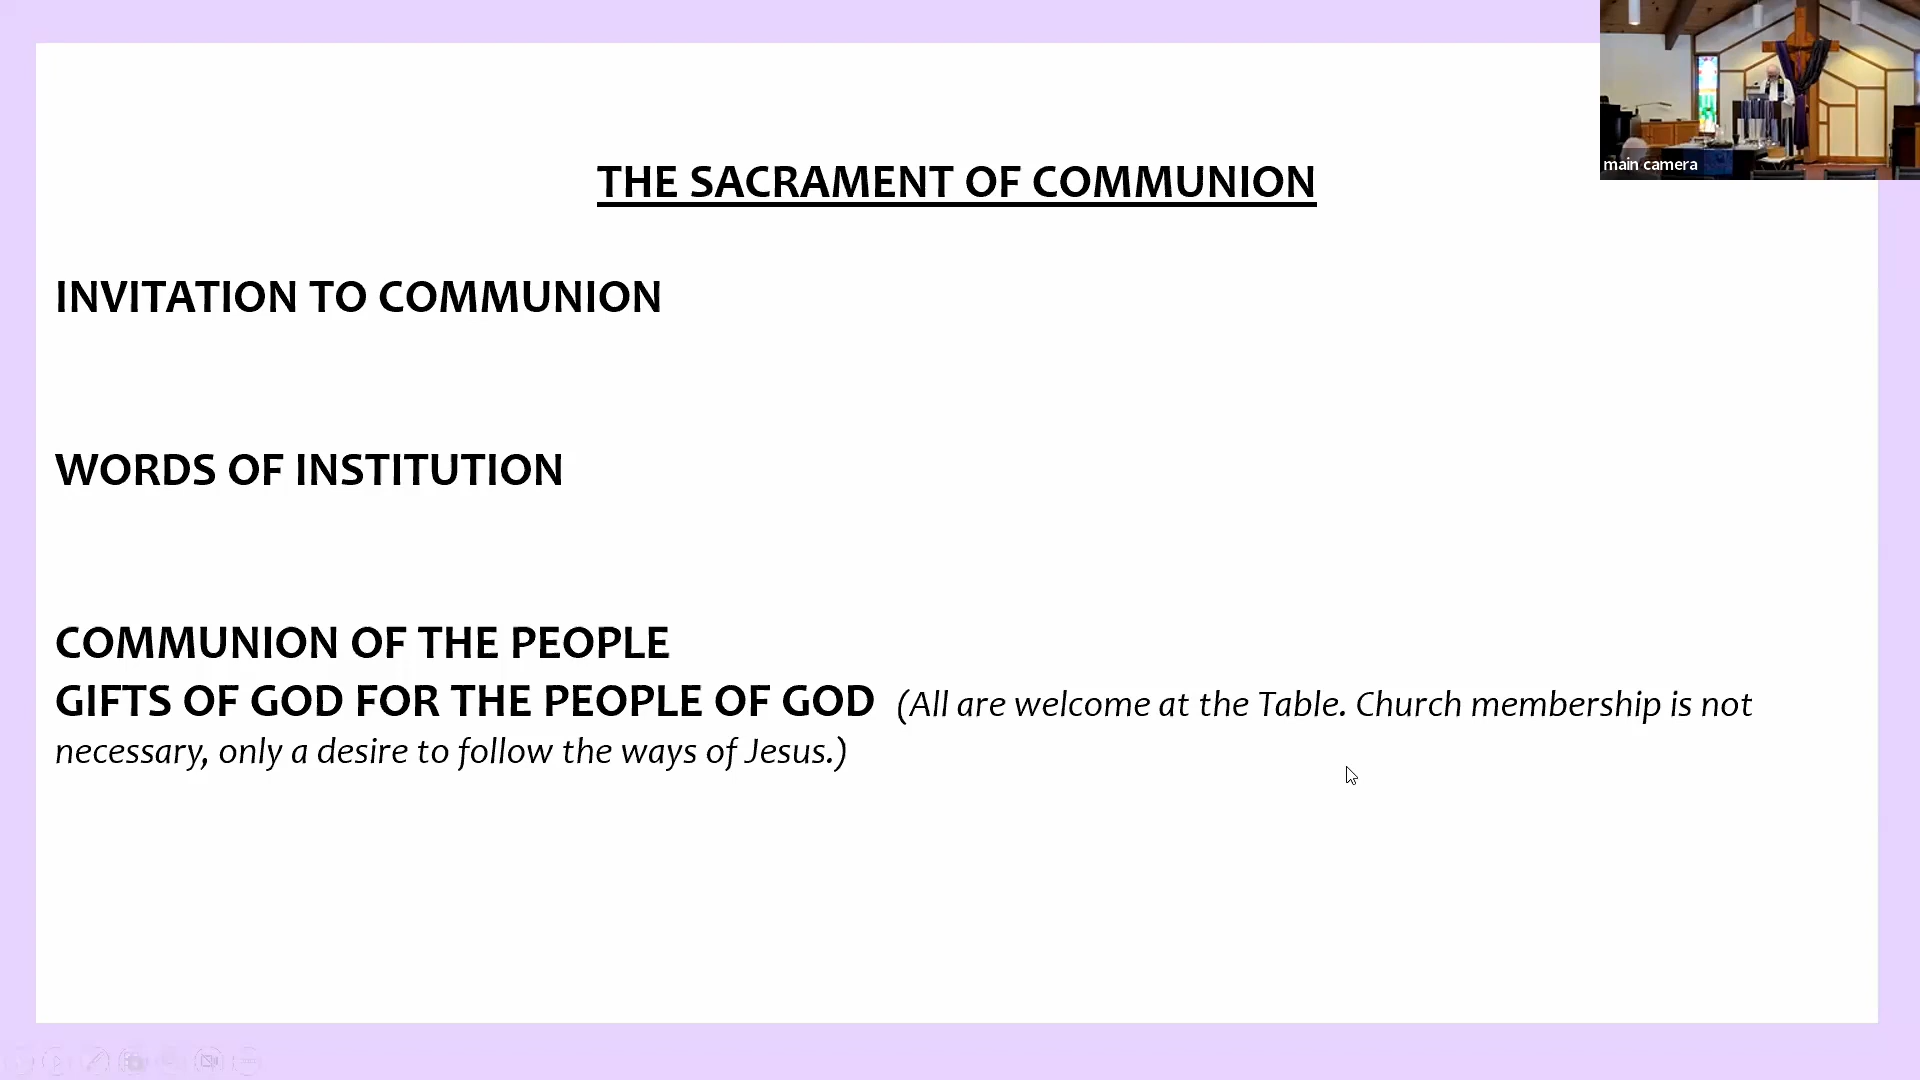 THE SACRAMENT OF COMMUNION
main camera
INVITATION TO COMMUNION
WORDS OF INSTITUTION
COMMUNION OF THE PEOPLE
GIFTS OF GOD FOR THE PEOPLE OF GOD (All are welcome at the Table. Church membership is not
necessary, only a desire to follow the ways of Jesus.)